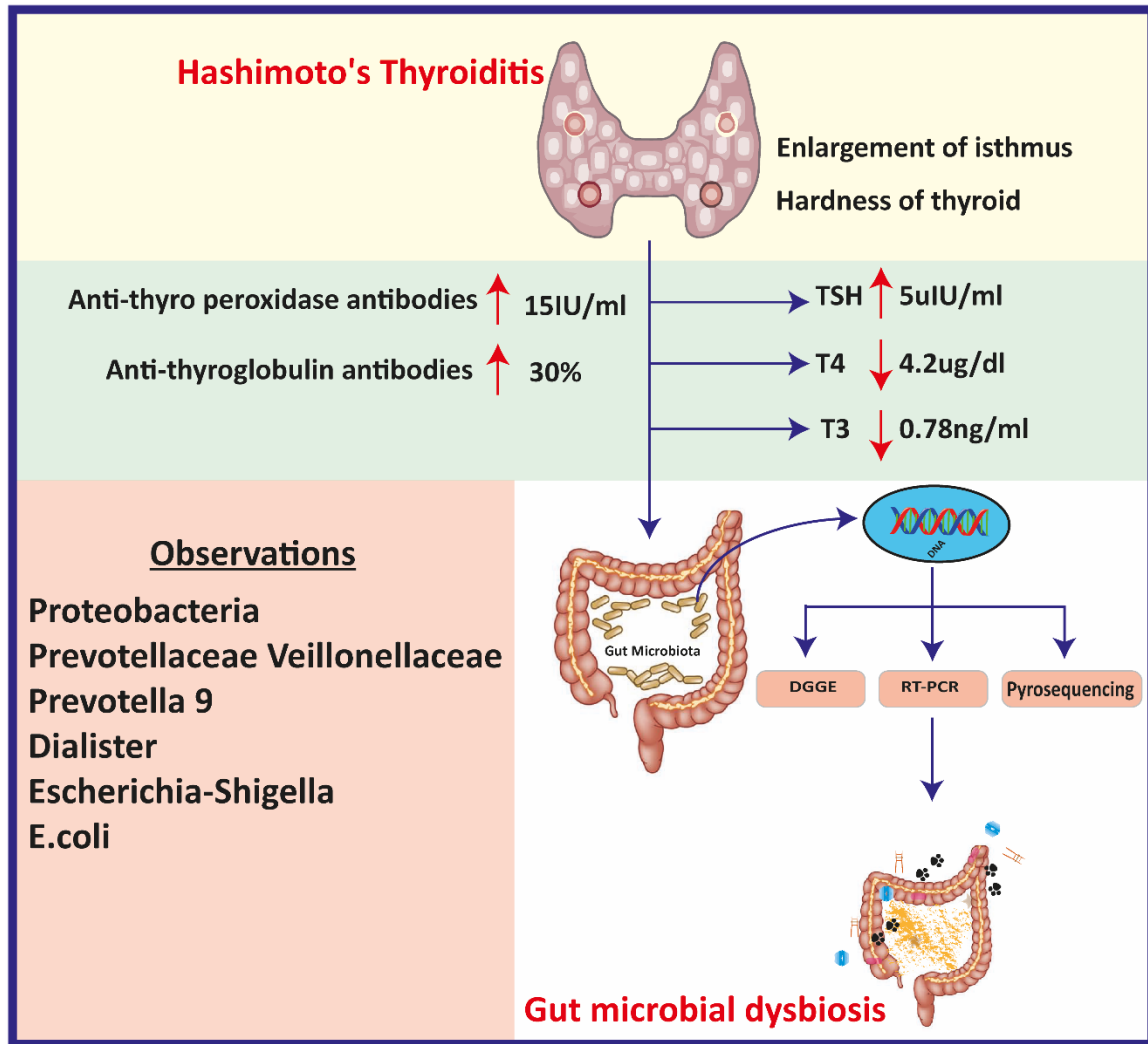 Hashimoto's Thyroiditis
Enlargement of isthmus
Hardness of thyroid
Anti-thyro peroxidase antibodies 15IU/ml
Anti-thyroglobulin antibodies 30%
TSH 5uIU/ml
T4 4.2ug/dl
T3 0.78ng/ml
Observations
Proteobacteria
Prevotellaceae Veillonellaceae
Prevotella 9
Dialister
Escherichia-Shigella
E.coli
Gut Microbiota
DNA
DGGE
RT-PCR
Pyrosequencing
Gut microbial dysbiosis